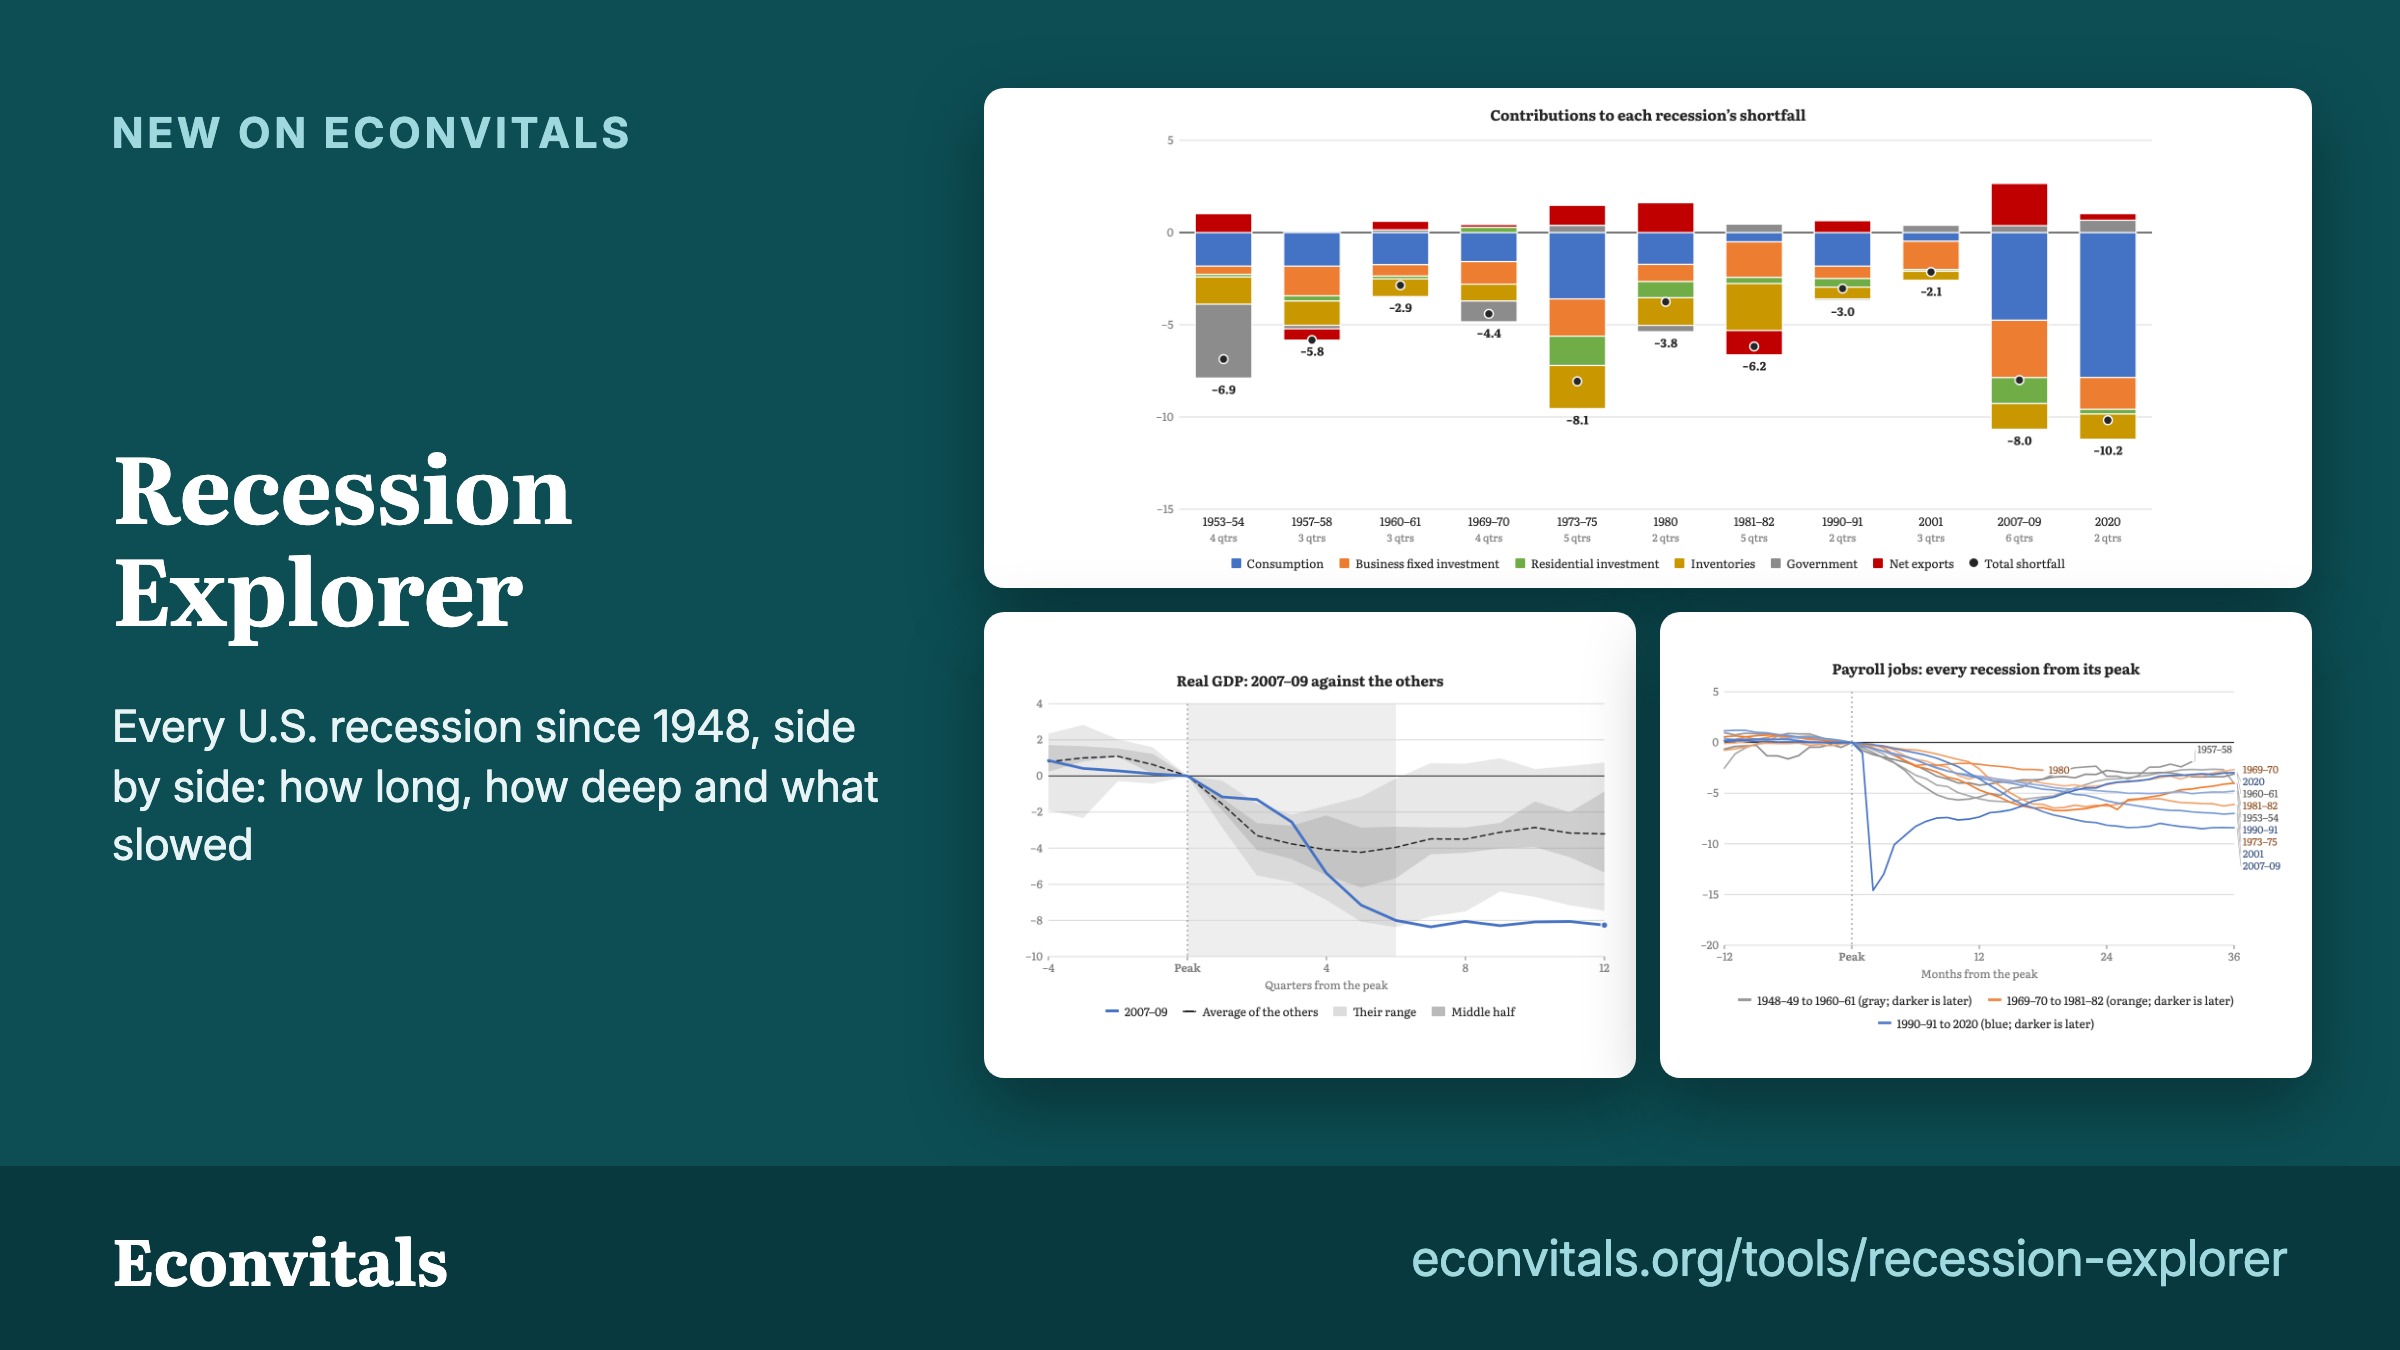 NEW ON ECONVITALS
Recession
Explorer
Every U.S. recession since 1948, side
by side: how long, how deep and what
slowed
Contributions to each recession's shortfall
5
0
−5
−10
−15
−6.9
−5.8
−2.9
−4.4
−8.1
−3.8
−6.2
−3.0
−2.1
−8.0
−10.2
1953–54 1957–58 1960–61 1969–70 1973–75 1980 1981–82 1990–91 2001 2007–09 2020
4 qtrs 3 qtrs 3 qtrs 4 qtrs 5 qtrs 2 qtrs 5 qtrs 2 qtrs 3 qtrs 6 qtrs 2 qtrs
Consumption Business fixed investment Residential investment Inventories Government Net exports Total shortfall
Real GDP: 2007–09 against the others
4
2
0
−2
−4
−6
−8
−10
−4 Peak 4 8 12
Quarters from the peak
2007–09 Average of the others Their range Middle half
Payroll jobs: every recession from its peak
5
0
−5
−10
−15
−20
1957–58
1980
1969–70
2020
1960–61
1981–82
1953–54
1990–91
1973–75
2001
2007–09
−12 Peak 12 24 36
Months from the peak
1948–49 to 1960–61 (gray; darker is later) 1969–70 to 1981–82 (orange; darker is later)
1990–91 to 2020 (blue; darker is later)
Econvitals
econvitals.org/tools/recession-explorer